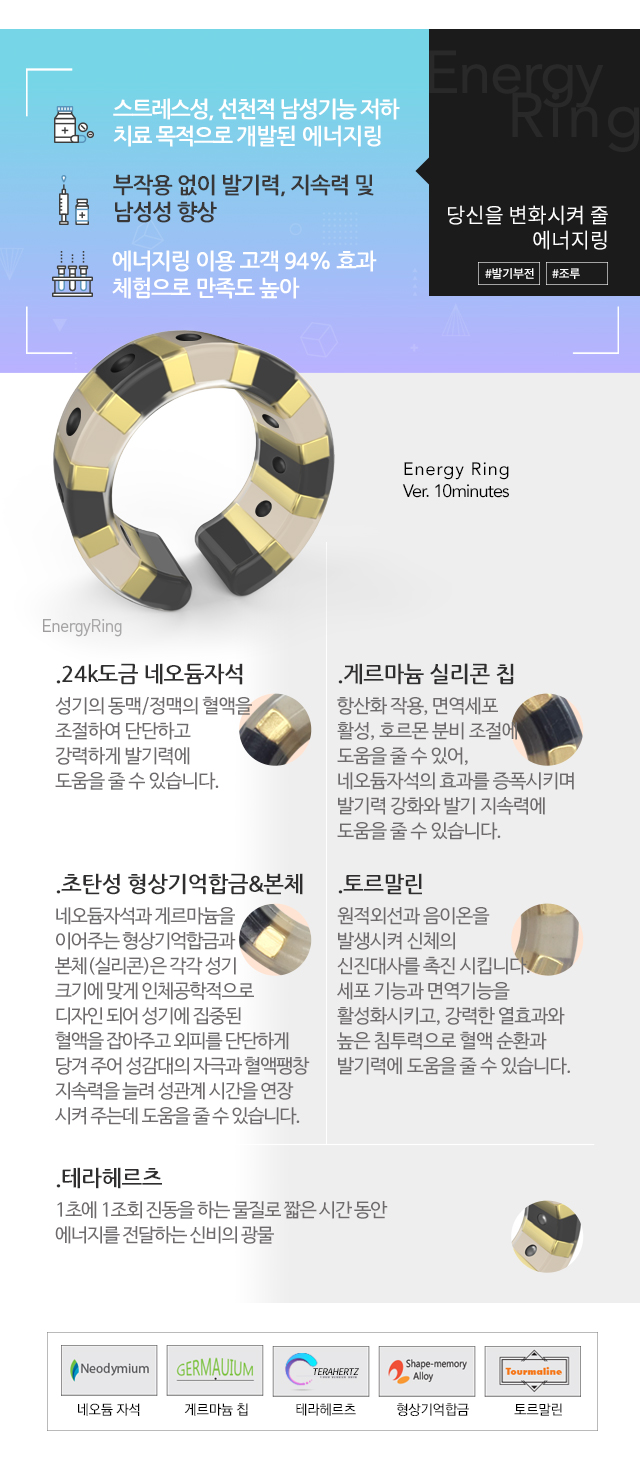 Energy
Ring
스트레스성, 선천적 남성기능 저하
치료 목적으로 개발된 에너지링
부작용 없이 발기력, 지속력 및
남성성 향상
에너지링 이용 고객 94% 효과
체험으로 만족도 높아
당신을 변화시켜 줄
에너지링
#발기부전 #조루
Energy Ring
Ver. 10minutes
EnergyRing
.24k도금 네오듐자석
성기의 동맥/정맥의 혈액을
조절하여 단단하고
강력하게 발기력에
도움을 줄 수 있습니다.
.게르마늄 실리콘 칩
항산화 작용, 면역세포
활성, 호르몬 분비 조절에
도움을 줄 수 있어,
네오듐자석의 효과를 증폭시키며
발기력 강화와 발기 지속력에
도움을 줄 수 있습니다.
.초탄성 형상기억합금&본체
네오듐자석과 게르마늄을
이어주는 형상기억합금과
본체(실리콘)은 각각 성기
크기에 맞게 인체공학적으로
디자인 되어 성기에 집중된
혈액을 잡아주고 외피를 단단하게
당겨 주어 성감대의 자극과 혈액팽창
지속력을 늘려 성관계 시간을 연장
시켜 주는데 도움을 줄 수 있습니다.
.토르말린
원적외선과 음이온을
발생시켜 신체의
신진대사를 촉진 시킵니다.
세포 기능과 면역기능을
활성화시키고, 강력한 열효과와
높은 침투력으로 혈액 순환과
발기력에 도움을 줄 수 있습니다.
.테라헤르츠
1초에 1조회 진동을 하는 물질로 짧은 시간 동안
에너지를 전달하는 신비의 광물
Neodymium
네오듐 자석
GERMAUIUM
게르마늄 칩
TERAHERTZ
테라헤르츠
Shape-memory
Alloy
형상기억합금
Tourmaline
토르말린